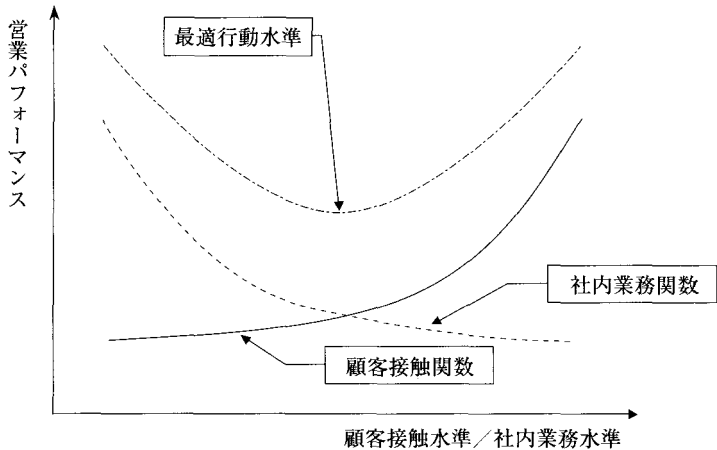 営業パフォーマンス
最適行動水準
社内業務関数
顧客接触関数
顧客接触水準／社内業務水準